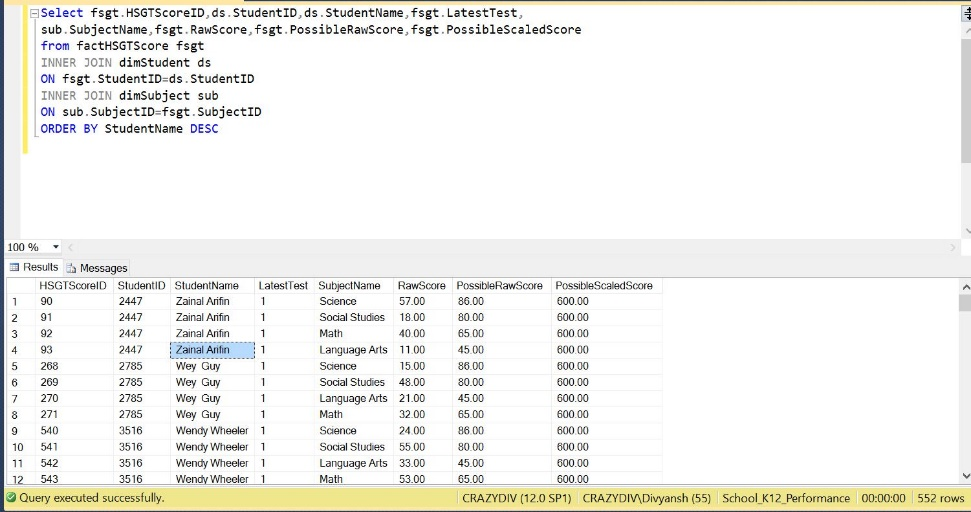 Select fsgt.HSGTScoreID,ds.StudentID,ds.StudentName,fsgt.LatestTest,
sub.SubjectName,fsgt.RawScore,fsgt.PossibleRawScore,fsgt.PossibleScaledScore
from factHSGTScore fsgt
INNER JOIN dimStudent ds
ON fsgt.StudentID=ds.StudentID
INNER JOIN dimSubject sub
ON sub.SubjectID=fsgt.SubjectID
ORDER BY StudentName DESC
100 %
Results Messages
HSGTScoreID StudentID StudentName LatestTest SubjectName RawScore PossibleRawScore PossibleScaledScore
1 90 2447 Zainal Arifin 1 Science 57.00 86.00 600.00
2 91 2447 Zainal Arifin 1 Social Studies 18.00 80.00 600.00
3 92 2447 Zainal Arifin 1 Math 40.00 65.00 600.00
4 93 2447 Zainal Arifin 1 Language Arts 11.00 45.00 600.00
5 268 2785 Wey Guy 1 Science 15.00 86.00 600.00
6 269 2785 Wey Guy 1 Social Studies 48.00 80.00 600.00
7 270 2785 Wey Guy 1 Language Arts 21.00 45.00 600.00
8 271 2785 Wey Guy 1 Math 32.00 65.00 600.00
9 540 3516 Wendy Wheeler 1 Science 24.00 86.00 600.00
10 541 3516 Wendy Wheeler 1 Social Studies 55.00 80.00 600.00
11 542 3516 Wendy Wheeler 1 Language Arts 33.00 45.00 600.00
12 543 3516 Wendy Wheeler 1 Math 53.00 65.00 600.00
Query executed successfully. CRAZYDIV (12.0 SP1) CRAZYDIV\Divyansh (55) School_K12_Performance 00:00:00 552 rows